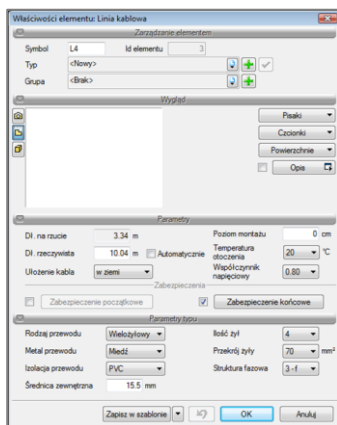 Właściwości elementu: Linia kablowa
Zarządzanie elementem
Symbol L4 Id elementu 3
Typ <Nowy>
Grupa <Brak>
Wygląd
Pisaki
Czcionki
Powierzchnie
Opis
Parametry
Dł. na rzucie 3.34 m Poziom montażu 0 cm
Dł. rzeczywista 10.04 m Automatycznie Temperatura otoczenia 20 °C
Ułożenie kabla w ziemi Współczynnik napięciowy 0.80
Zabezpieczenia
Zabezpieczenie początkowe Zabezpieczenie końcowe
Parametry typu
Rodzaj przewodu Wielożyłowy Ilość żył 4
Metal przewodu Miedź Przekrój żyły 70 mm²
Izolacja przewodu PVC Struktura fazowa 3-f
Średnica zewnętrzna 15.5 mm
Zapisz w szablonie OK Anuluj